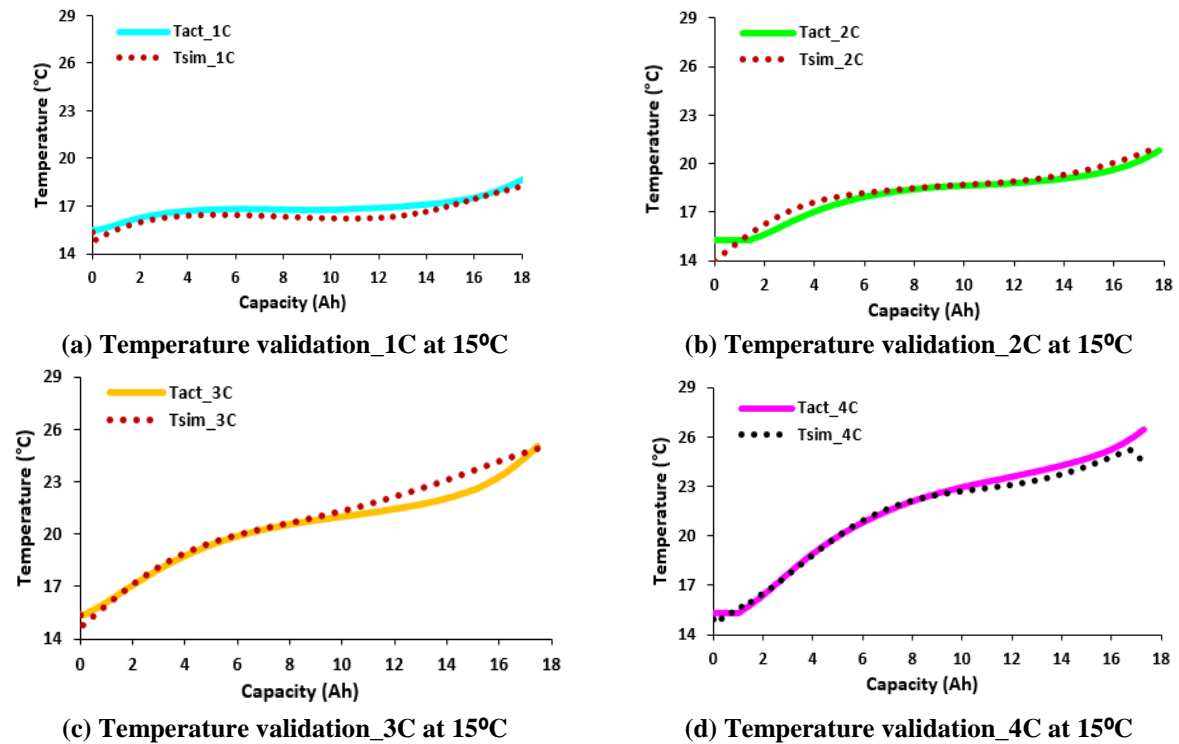 29
26
23
20
17
14
Temperature (°C)
Tact_1C
Tsim_1C
0 2 4 6 8 10 12 14 16 18
Capacity (Ah)
(a) Temperature validation_1C at 15⁰C
29
26
23
20
17
14
Temperature (°C)
Tact_2C
Tsim_2C
0 2 4 6 8 10 12 14 16 18
Capacity (Ah)
(b) Temperature validation_2C at 15⁰C
29
26
23
20
17
14
Temperature (°C)
Tact_3C
Tsim_3C
0 2 4 6 8 10 12 14 16 18
Capacity (Ah)
(c) Temperature validation_3C at 15⁰C
29
26
23
20
17
14
Temperature (°C)
Tact_4C
Tsim_4C
0 2 4 6 8 10 12 14 16 18
Capacity (Ah)
(d) Temperature validation_4C at 15⁰C